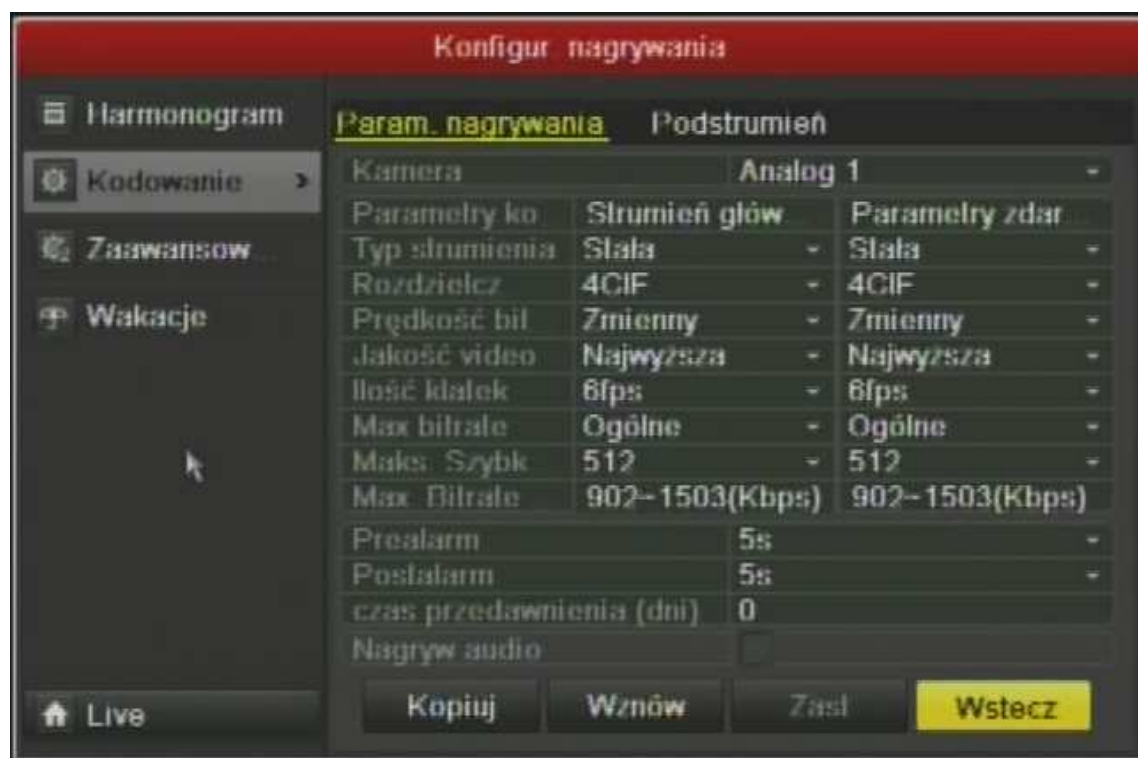 Konfigur nagrywania
Harmonogram
Kodowanie
Zaawansow
Wakacje
Live
Param. nagrywania Podstrumień
Kamera Analog 1
Parametry ko Strumień głów Parametry zdar
Typ strumienia Stała Stała
Rozdzielcz 4CIF 4CIF
Prędkość bit Zmienny Zmienny
Jakość video Najwyższa Najwyższa
Ilość klatek 6fps 6fps
Max bitrate Ogólne Ogólne
Maks Szybk 512 512
Max. Bitrate 902~1503(Kbps) 902~1503(Kbps)
Prealarm 5s
Postalarm 5s
czas przedawnienia (dni) 0
Nagryw audio
Kopiuj Wznów Zast Wstecz